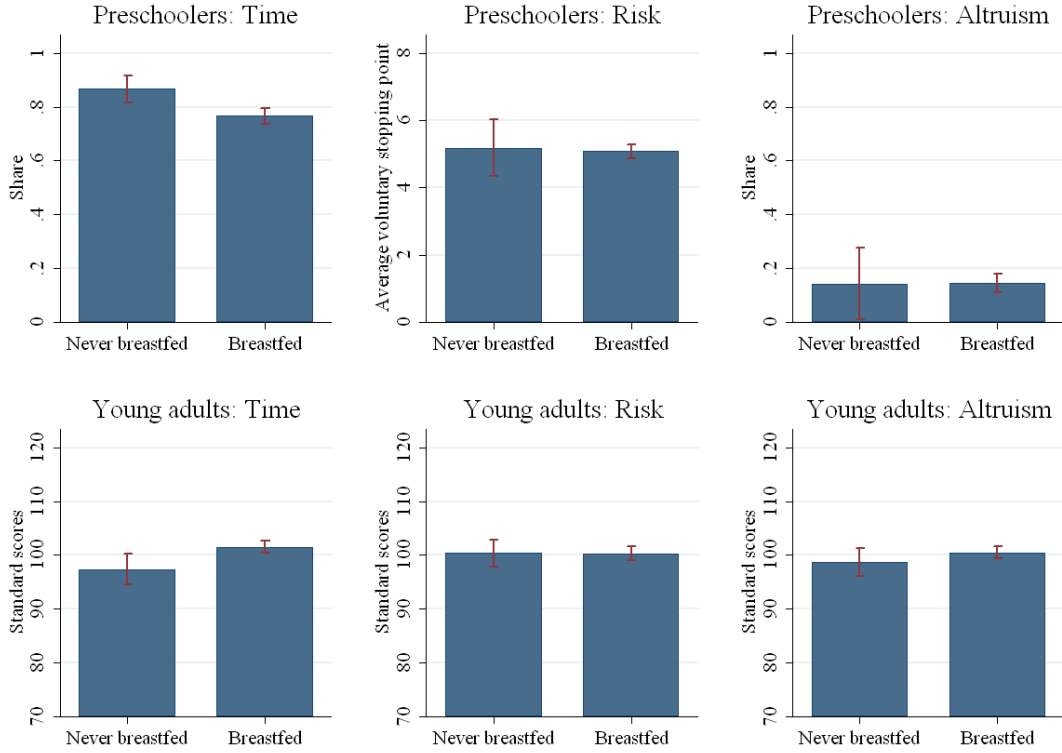 Preschoolers: Time
Share
0 .2 .4 .6 .8 1
Never breastfed Breastfed
Preschoolers: Risk
Average voluntary stopping point
0 2 4 6 8
Never breastfed Breastfed
Preschoolers: Altruism
Share
0 .2 .4 .6 .8 1
Never breastfed Breastfed
Young adults: Time
Standard scores
70 80 90 100 110 120
Never breastfed Breastfed
Young adults: Risk
Standard scores
70 80 90 100 110 120
Never breastfed Breastfed
Young adults: Altruism
Standard scores
70 80 90 100 110 120
Never breastfed Breastfed